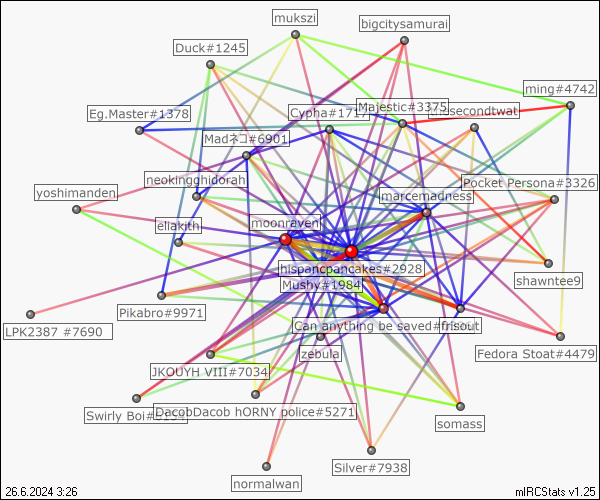 mukszi
bigcitysamurai
Duck#1245
ming#4742
Eg.Master#1378
Cypha#1717
Majestic#3375
Madネコ#6901
neokingghidorah
Pocket Persona#3326
yoshimanden
marcemadness
ellakith
moonraven
hispancpancakes#2928
shawntee9
Mushy#1984
Pikabro#9971
LPK2387 #7690
Can anything be saved#
zebula
Fedora Stoat#4479
JKOUYH VIII#7034
Swirly Boi#
DacobDacob hORNY police#5271
somass
Silver#7938
normalwan
26.6.2024 3:26
mIRCStats v1.25